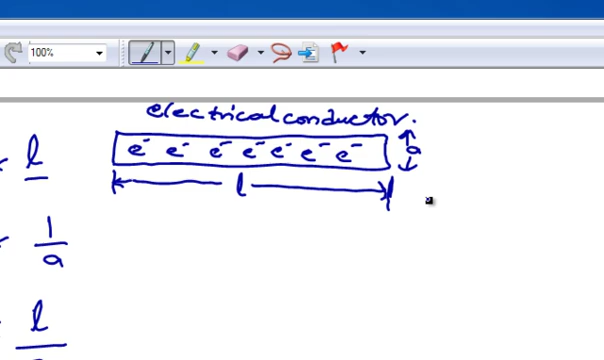 100%
electrical conductor.
e⁻ e⁻ e⁻ e⁻ e⁻ e⁻ e⁻
a
l
l
1
a
l